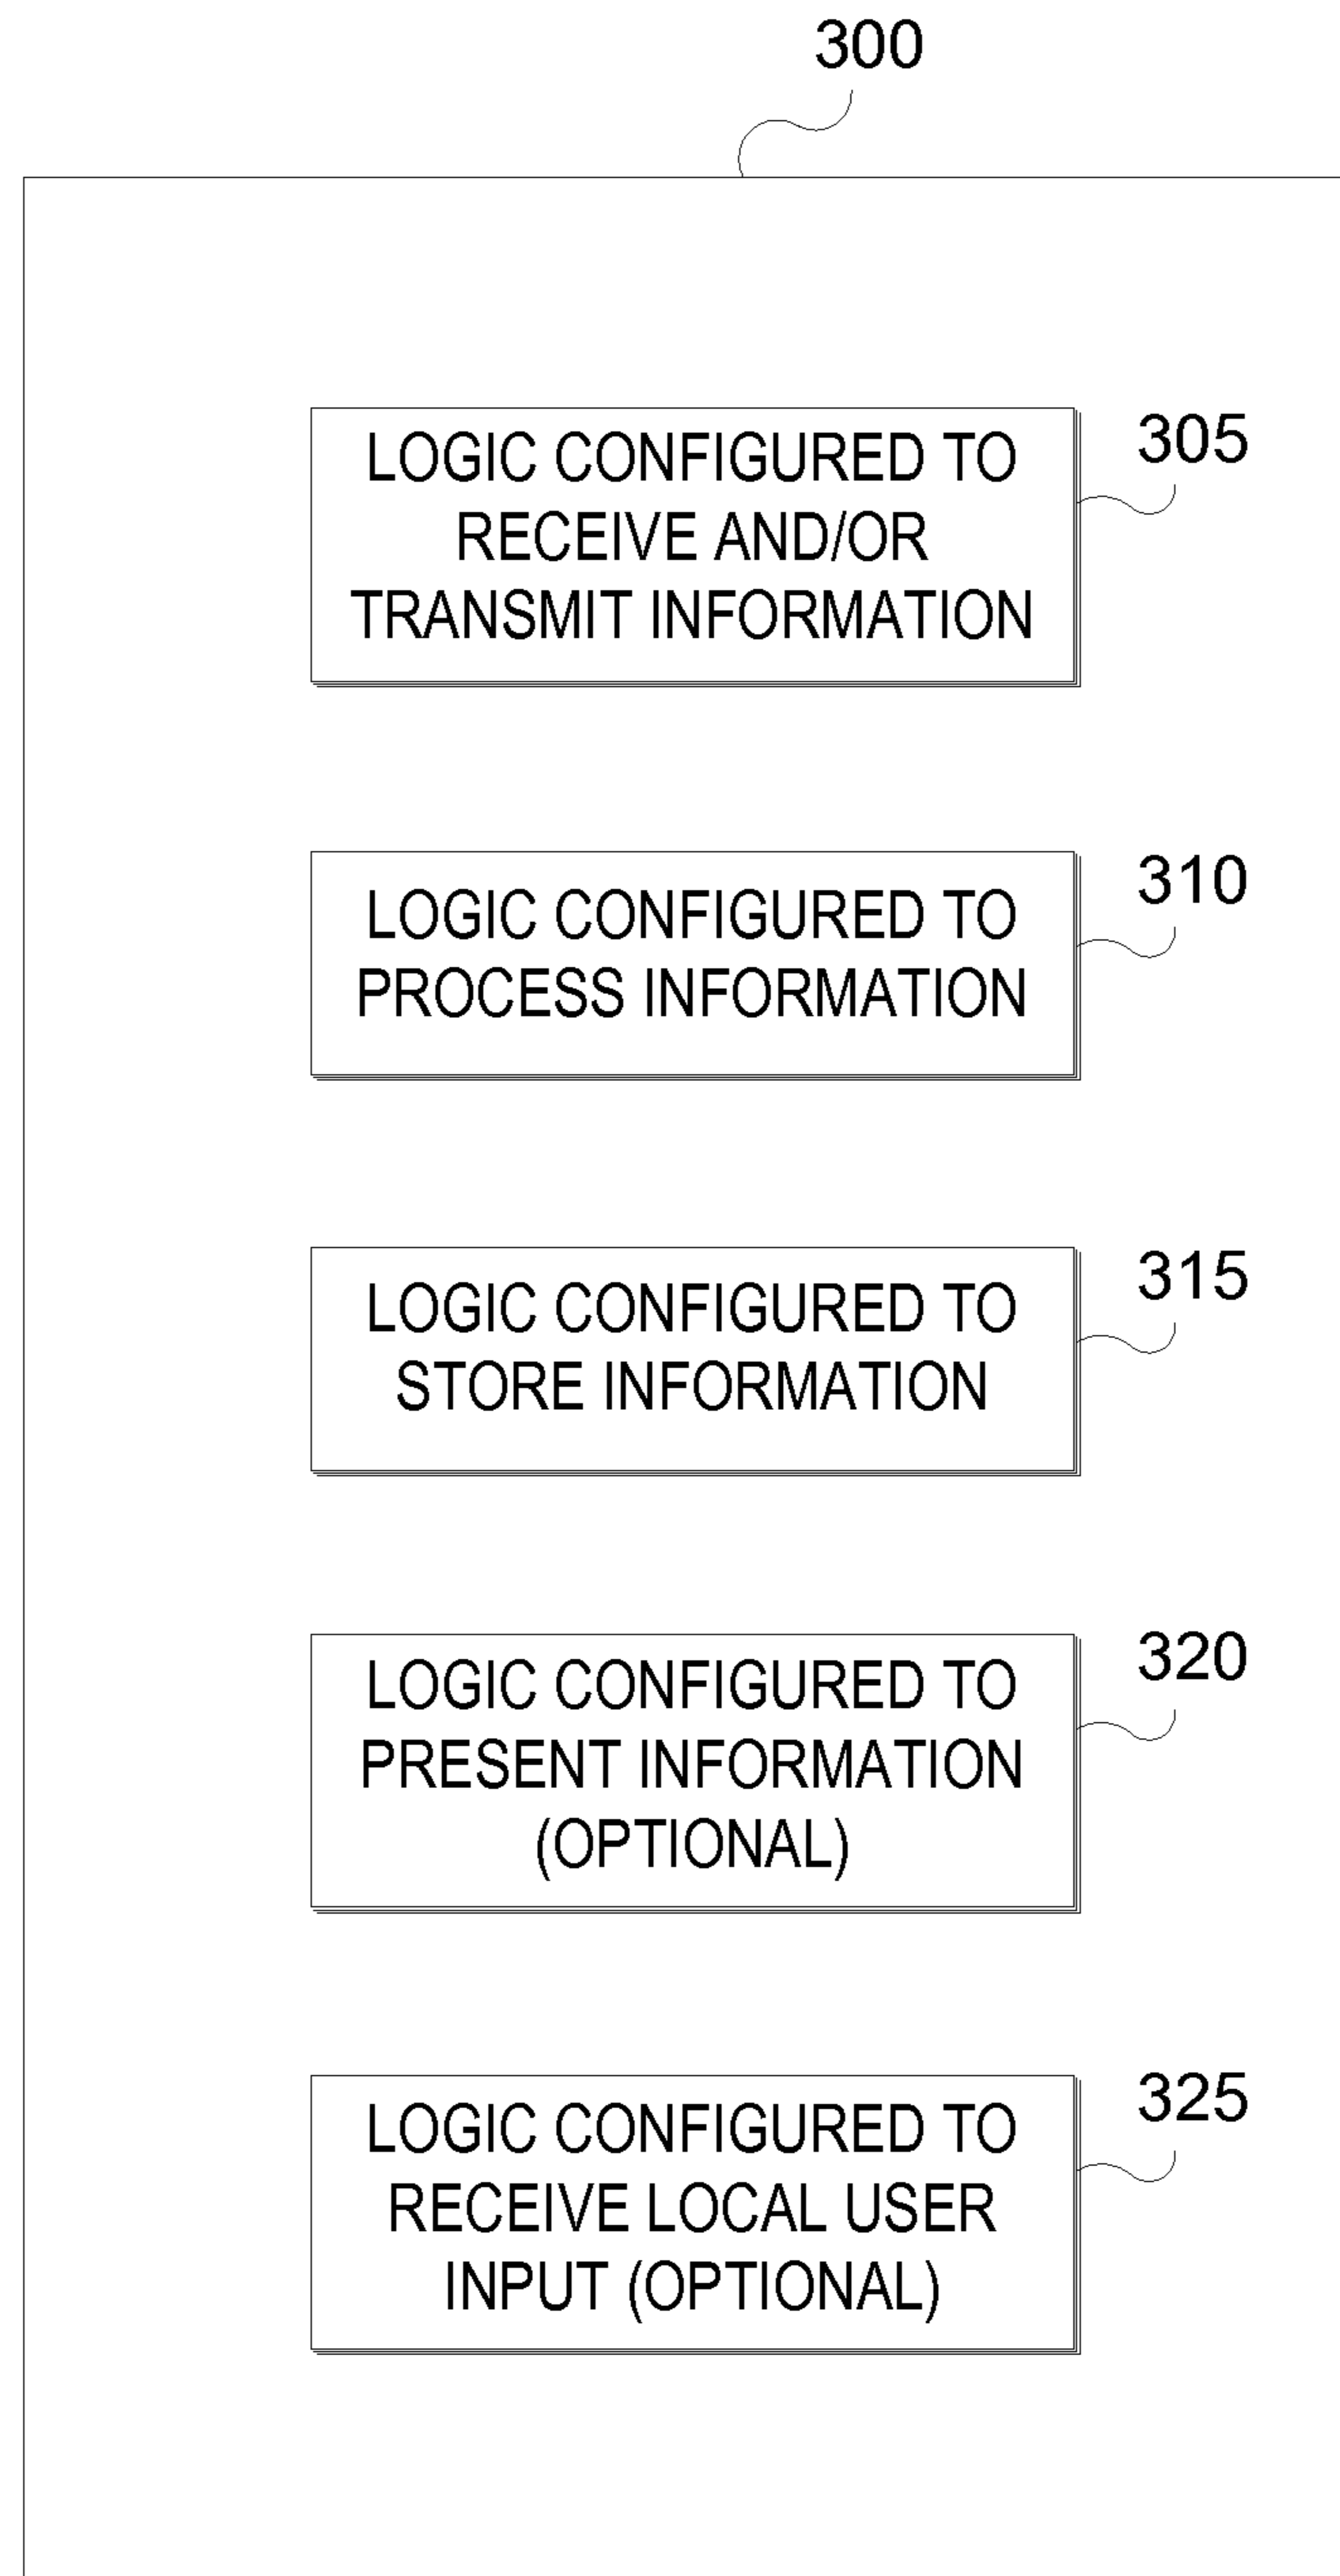 300
LOGIC CONFIGURED TO
RECEIVE AND/OR
TRANSMIT INFORMATION
305
LOGIC CONFIGURED TO
PROCESS INFORMATION
310
LOGIC CONFIGURED TO
STORE INFORMATION
315
LOGIC CONFIGURED TO
PRESENT INFORMATION
(OPTIONAL)
320
LOGIC CONFIGURED TO
RECEIVE LOCAL USER
INPUT (OPTIONAL)
325